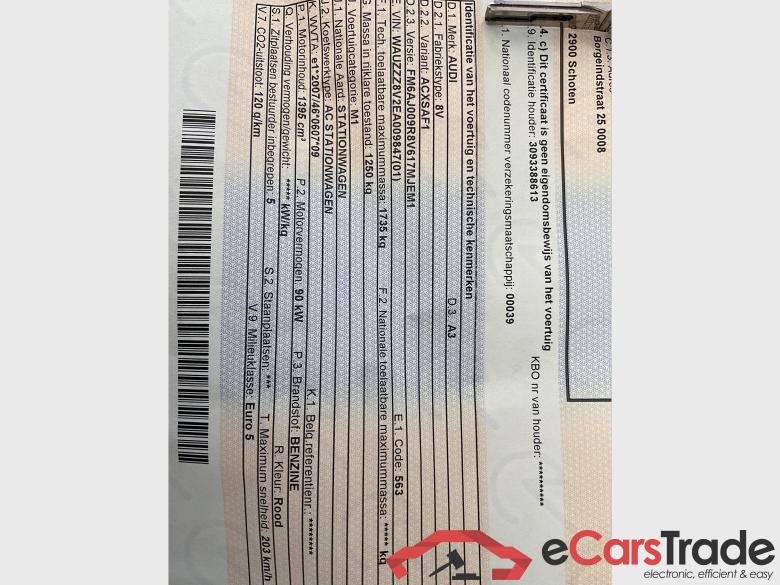 Borgeindstraat 25 0008
2900 Schoten
4. c) Dit certificaat is geen eigendomsbewijs van het voertuig
9. Identificatie houder: 3093388613 KBO nr van houder: **********
1. Nationaal codenummer verzekeringsmaatschappij: 00039
Identificatie van het voertuig en technische kenmerken
D.1. Merk: AUDI D.3. A3
D.2.1. Fabriekstype: 8V
D.2.2. Variant: ACXSAF1
D.2.3. Versie: FM6AJ009R8V617MJEM1
E. VIN: WAUZZZ8V2EA009847(01) E.1. Code: 563
F.1. Tech. toelaatbare maximummassa: 1735 kg F.2. Nationale toelaatbare maximummassa: ***** kg
G. Massa in rijklare toestand: 1250 kg
J. Voertuigcategorie: M1
J.1. Nationale Aard: STATIONWAGEN
J.2. Koetswerktype: AC STATIONWAGEN
K. WVTA: e1*2007/46*0607*09 K.1. Belg referentienr.: ********
P.1. Motorinhoud: 1395 cm³ P.2. Motorvermogen: 90 kW P.3. Brandstof: BENZINE
Q. Verhouding vermogen/gewicht: ***** kW/kg R. Kleur: Rood
S.1. Zitplaatsen bestuurder inbegrepen: 5 S.2. Staanplaatsen: *** T. Maximum snelheid: 203 km/h
V.7. CO2-uitstoot: 120 g/km V.9. Milieuklasse: Euro 5
eCarsTrade
electronic, efficient & easy